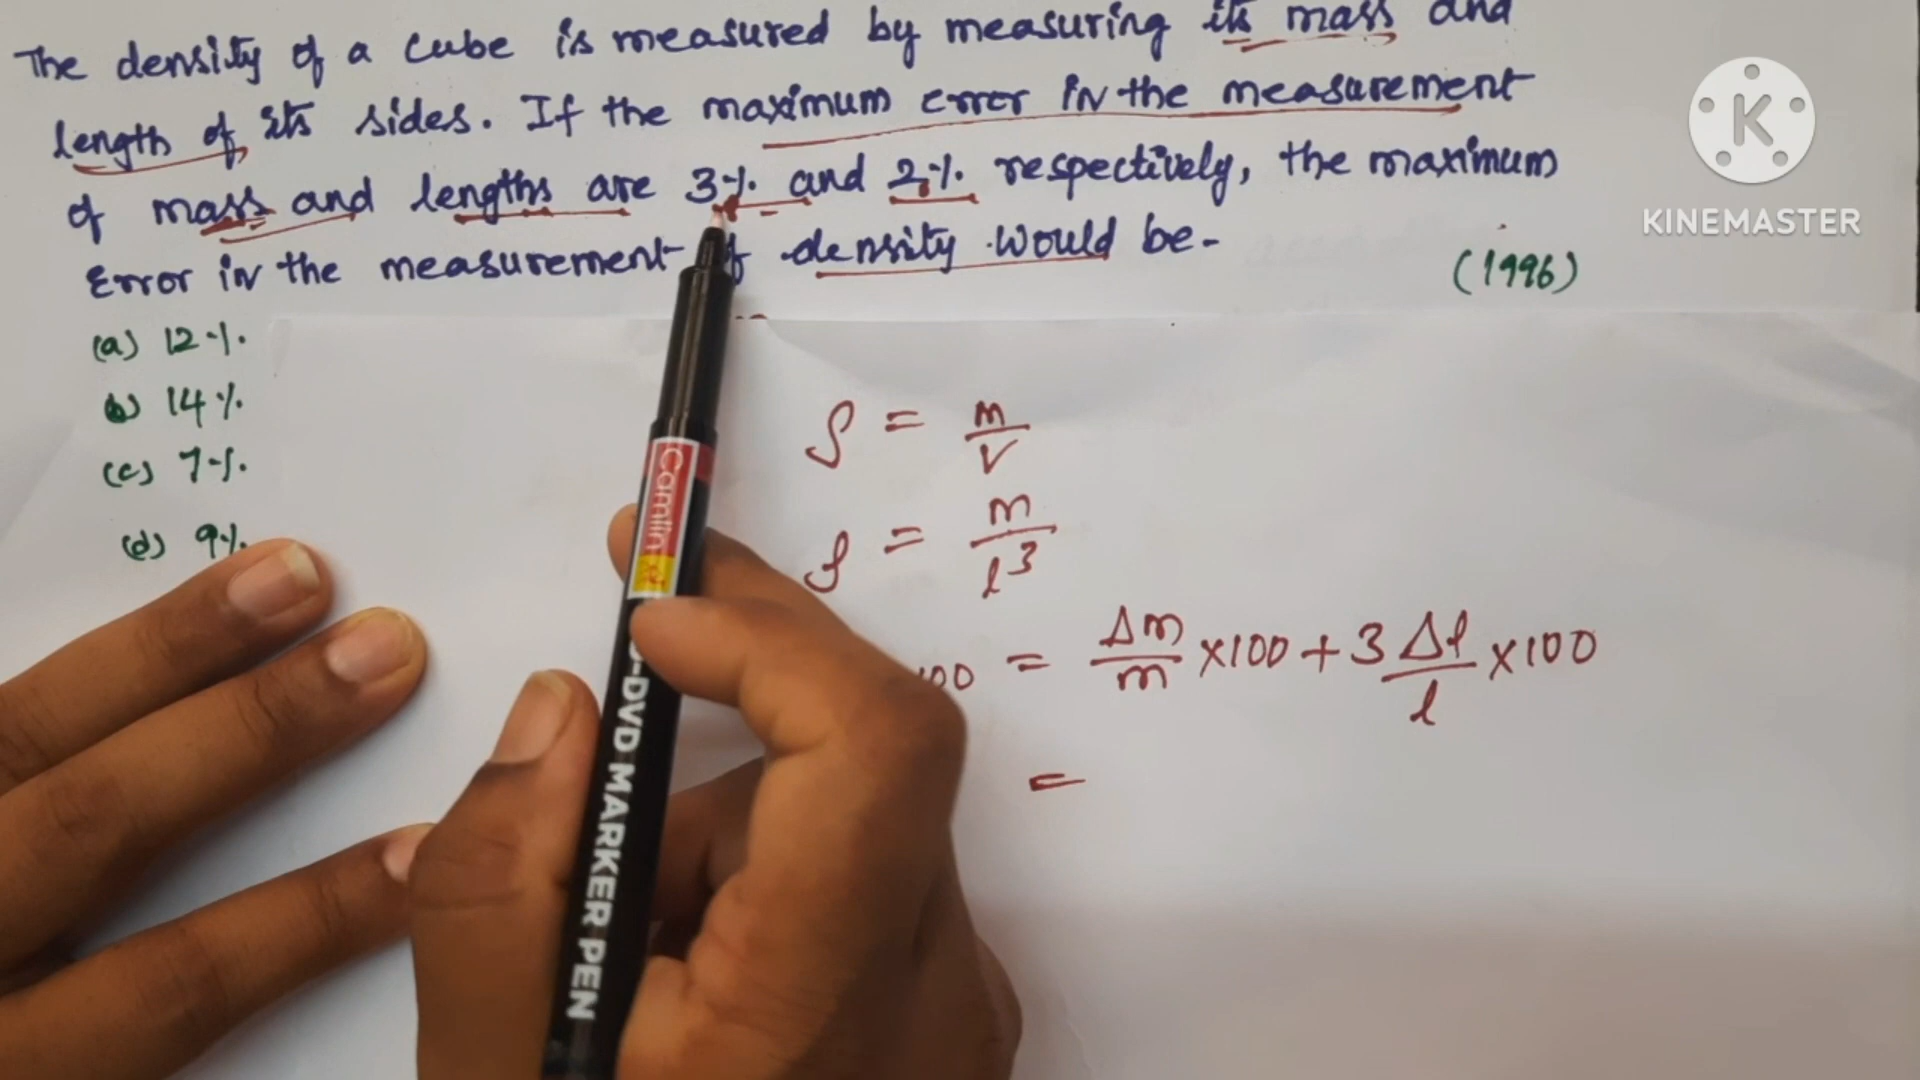 The density of a cube is measured by measuring its mass and
length of its sides. If the maximum error in the measurement
of mass and lengths are 3% and 2% respectively, the maximum
Error in the measurement of density would be-
(1996)
(a) 12%.
(b) 14%.
(c) 7%.
(d) 9%.
ρ = m/V
ρ = m/l³
100 = Δm/m ×100 + 3 Δl/l ×100
=
Camlin
-DVD MARKER PEN
K
KINEMASTER